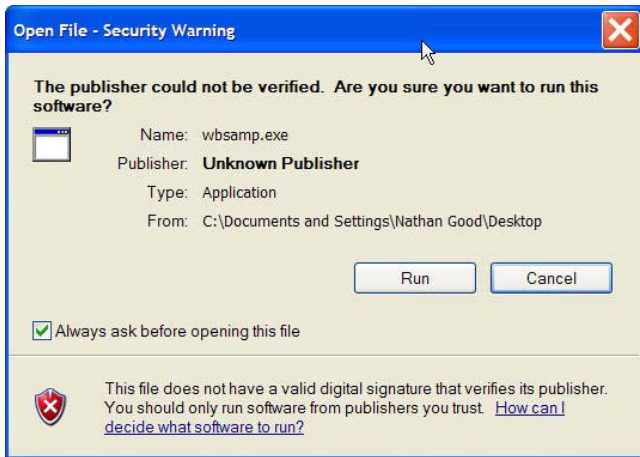 Open File - Security Warning
The publisher could not be verified. Are you sure you want to run this
software?
Name: wbsamp.exe
Publisher: Unknown Publisher
Type: Application
From: C:\Documents and Settings\Nathan Good\Desktop
Run Cancel
Always ask before opening this file
This file does not have a valid digital signature that verifies its publisher.
You should only run software from publishers you trust. How can I
decide what software to run?